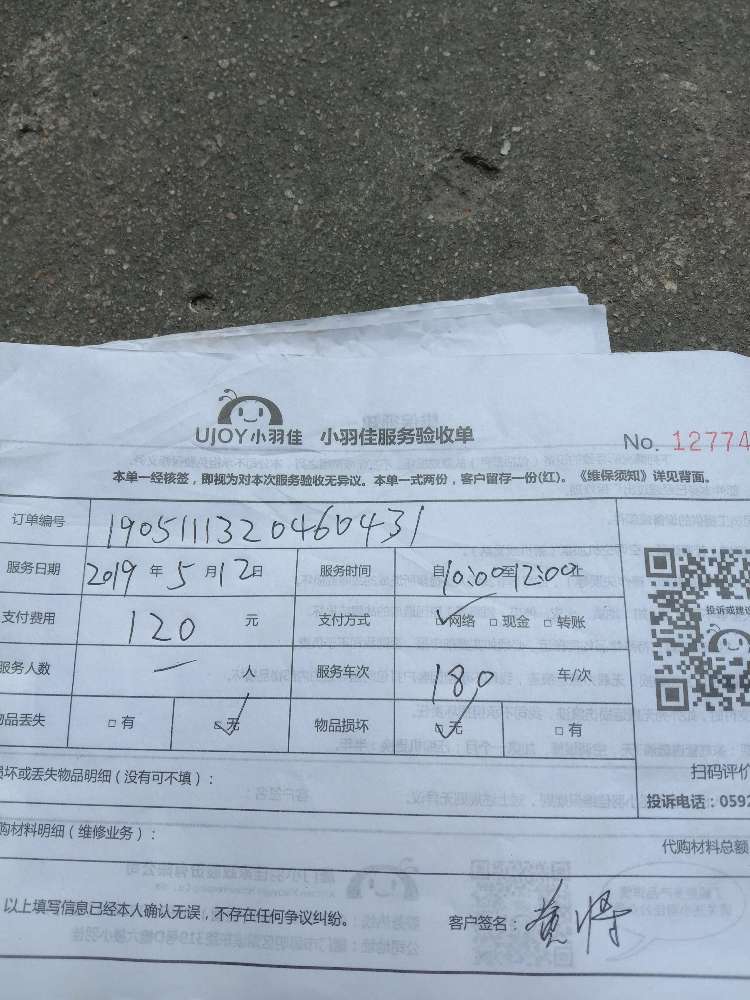 UJOY小羽佳 小羽佳服务验收单 No. 12774
本单一经核签，即视为对本次服务验收无异议。本单一式两份，客户留存一份(红)。《维保须知》详见背面。
订单编号 1905111320460431
服务日期 2019 年 5 月 12 日 服务时间 自 10:00 至 12:00 止
支付费用 120 元 支付方式 ☑网络 □现金 □转账
服务人数 一 人 服务车次 180 车/次
品丢失 □有 ☑无 物品损坏 ☑无 □有
投诉或建议
扫码评价
坏或丢失物品明细（没有可不填）：
投诉电话：0592
购材料明细（维修业务）：
代购材料总额
以上填写信息已经本人确认无误，不存在任何争议纠纷。 客户签名：